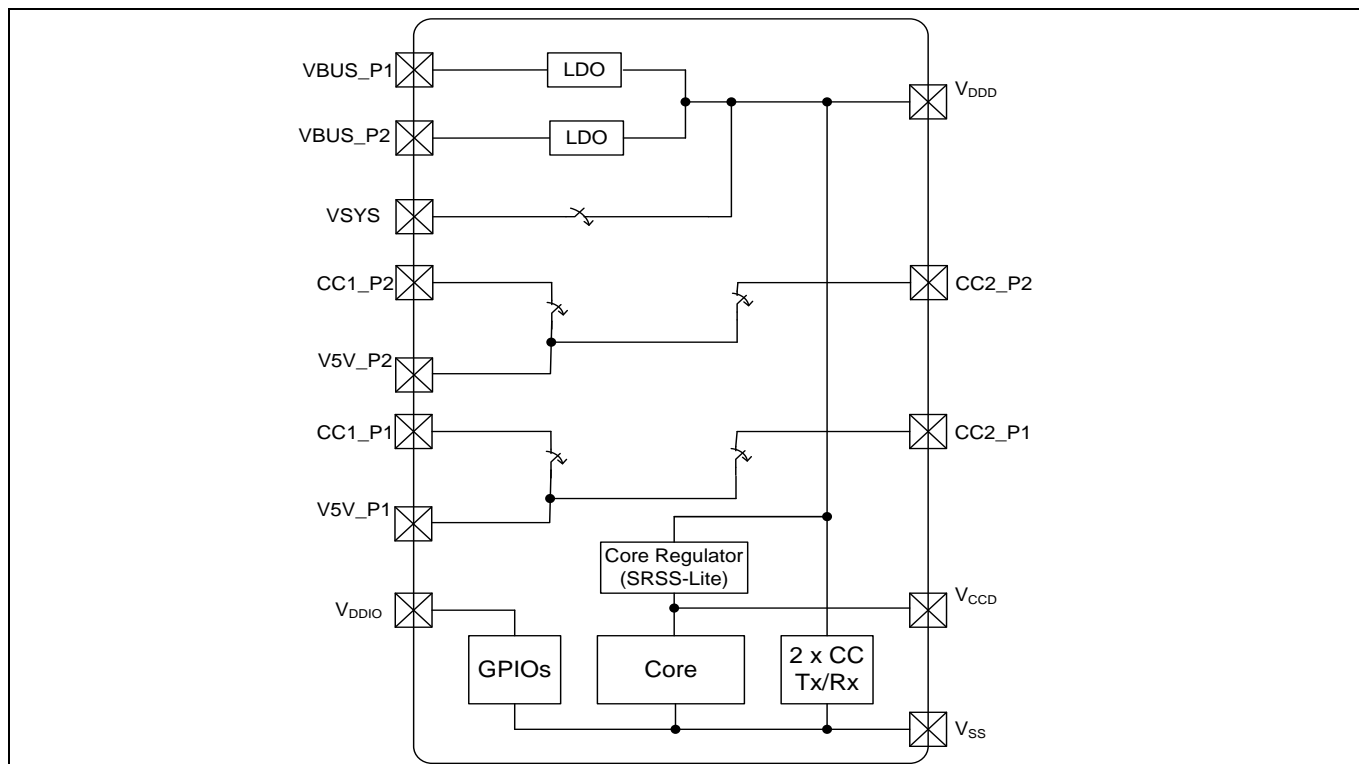 VBUS_P1
LDO
VDDD
VBUS_P2
LDO
VSYS
CC1_P2
CC2_P2
V5V_P2
CC1_P1
CC2_P1
V5V_P1
Core Regulator
(SRSS-Lite)
VDDIO
VCCD
GPIOs
Core
2 x CC
Tx/Rx
VSS